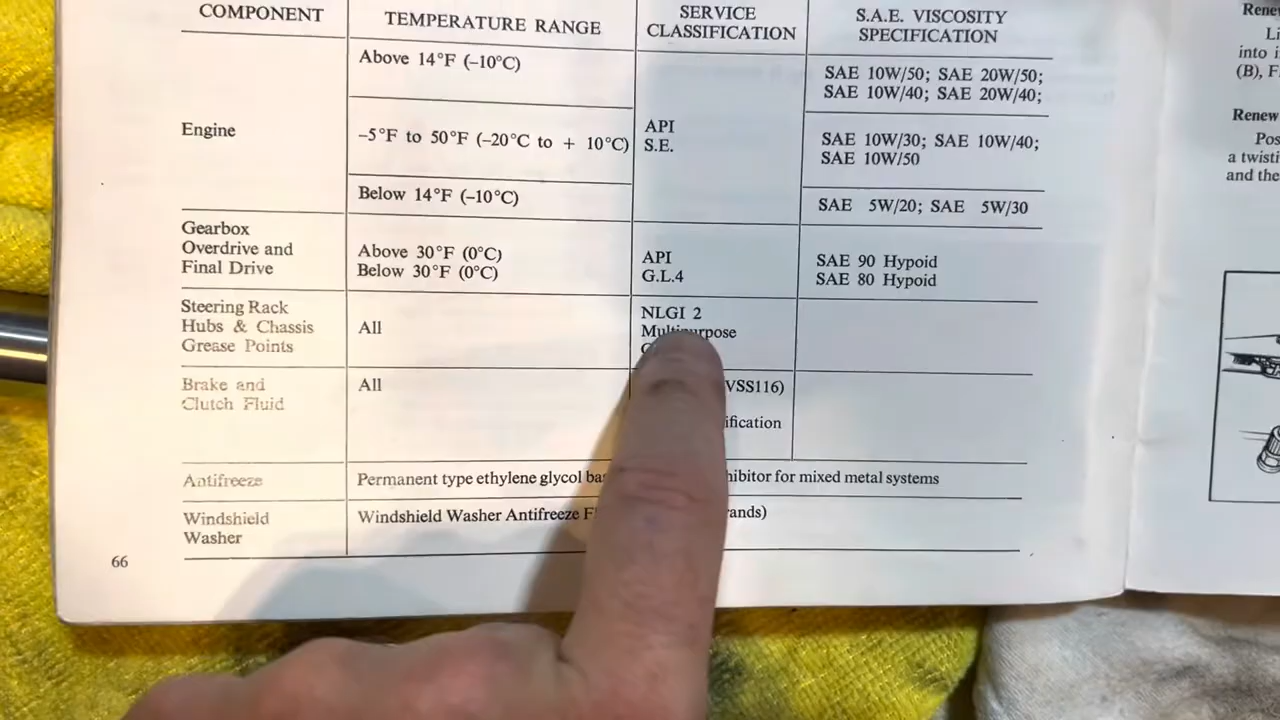 COMPONENT
TEMPERATURE RANGE
SERVICE
CLASSIFICATION
S.A.E. VISCOSITY
SPECIFICATION
Engine
Above 14°F (–10°C)
–5°F to 50°F (–20°C to + 10°C)
Below 14°F (–10°C)
API
S.E.
SAE 10W/50; SAE 20W/50;
SAE 10W/40; SAE 20W/40;
SAE 10W/30; SAE 10W/40;
SAE 10W/50
SAE 5W/20; SAE 5W/30
Gearbox
Overdrive and
Final Drive
Above 30°F (0°C)
Below 30°F (0°C)
API
G.L.4
SAE 90 Hypoid
SAE 80 Hypoid
Steering Rack
Hubs & Chassis
Grease Points
All
NLGI 2
Multipurpose
Brake and
Clutch Fluid
All
VSS116)
ification
Antifreeze
Permanent type ethylene glycol ba hibitor for mixed metal systems
Windshield
Washer
Windshield Washer Antifreeze F ands)
66
Rene
Li
into i
(B), F
Renew
Pos
a twisti
and the